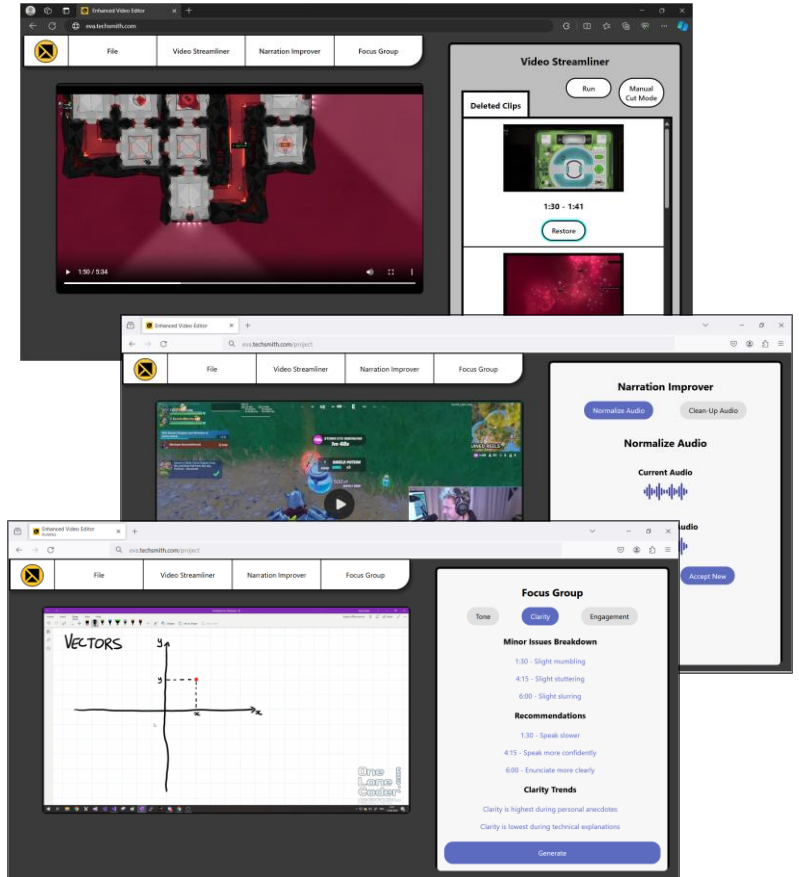 Enhanced Video Editor
eva.techsmith.com
File
Video Streamliner
Narration Improver
Focus Group
Video Streamliner
Run
Manual
Cut Mode
Deleted Clips
1:30 - 1:41
Restore
1:50 / 5:34
Enhanced Video Editor
eva.techsmith.com/project
File
Video Streamliner
Narration Improver
Focus Group
Narration Improver
Normalize Audio
Clean-Up Audio
Normalize Audio
Current Audio
udio
Accept New
Enhanced Video Editor
eva.techsmith.com/project
File
Video Streamliner
Narration Improver
Focus Group
VECTORS
y
y
x
x
One
Lone
Coder
.com
Focus Group
Tone
Clarity
Engagement
Minor Issues Breakdown
1:30 - Slight mumbling
4:15 - Slight stuttering
6:00 - Slight slurring
Recommendations
1:30 - Speak slower
4:15 - Speak more confidently
6:00 - Enunciate more clearly
Clarity Trends
Clarity is highest during personal anecdotes
Clarity is lowest during technical explanations
Generate